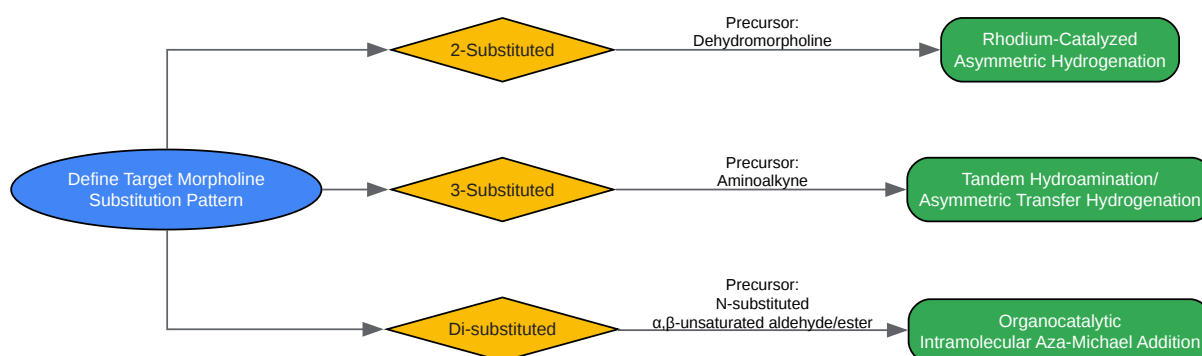 2-Substituted
Precursor:
Dehydromorpholine
Rhodium-Catalyzed
Asymmetric Hydrogenation
Define Target Morpholine
Substitution Pattern
3-Substituted
Precursor:
Aminoalkyne
Tandem Hydroamination/
Asymmetric Transfer Hydrogenation
Di-substituted
Precursor:
N-substituted
α,β-unsaturated aldehyde/ester
Organocatalytic
Intramolecular Aza-Michael Addition